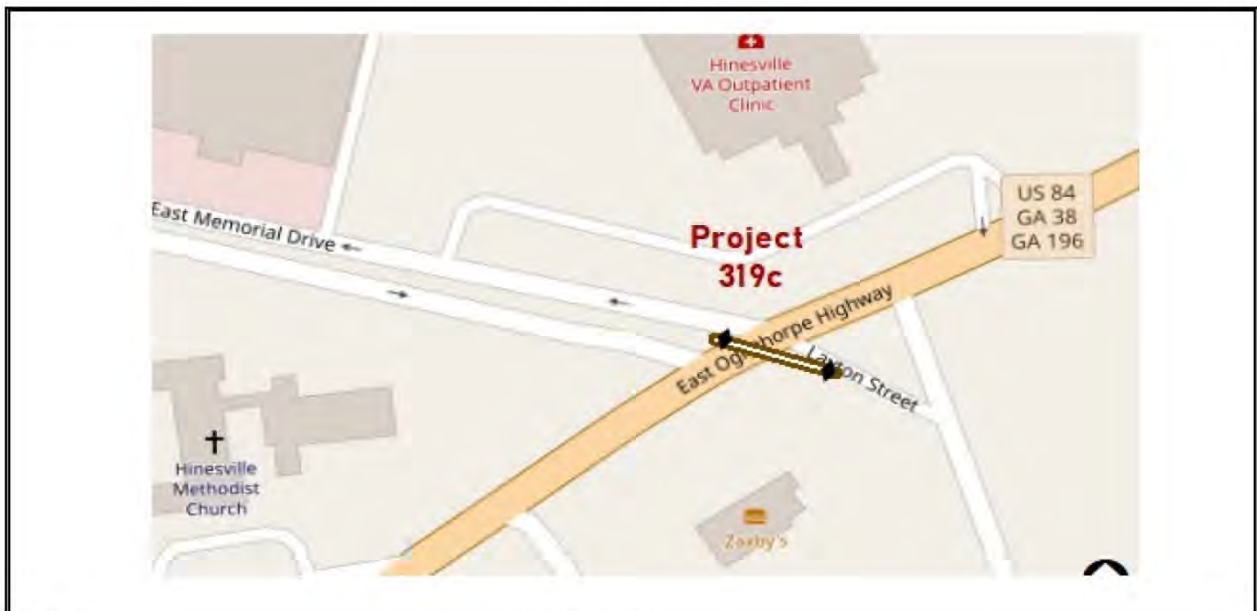 Hinesville
VA Outpatient
Clinic
US 84
GA 38
GA 196
East Memorial Drive
Project
319c
East Oglethorpe Highway
Layton Street
Hinesville
Methodist
Church
Zaxby's